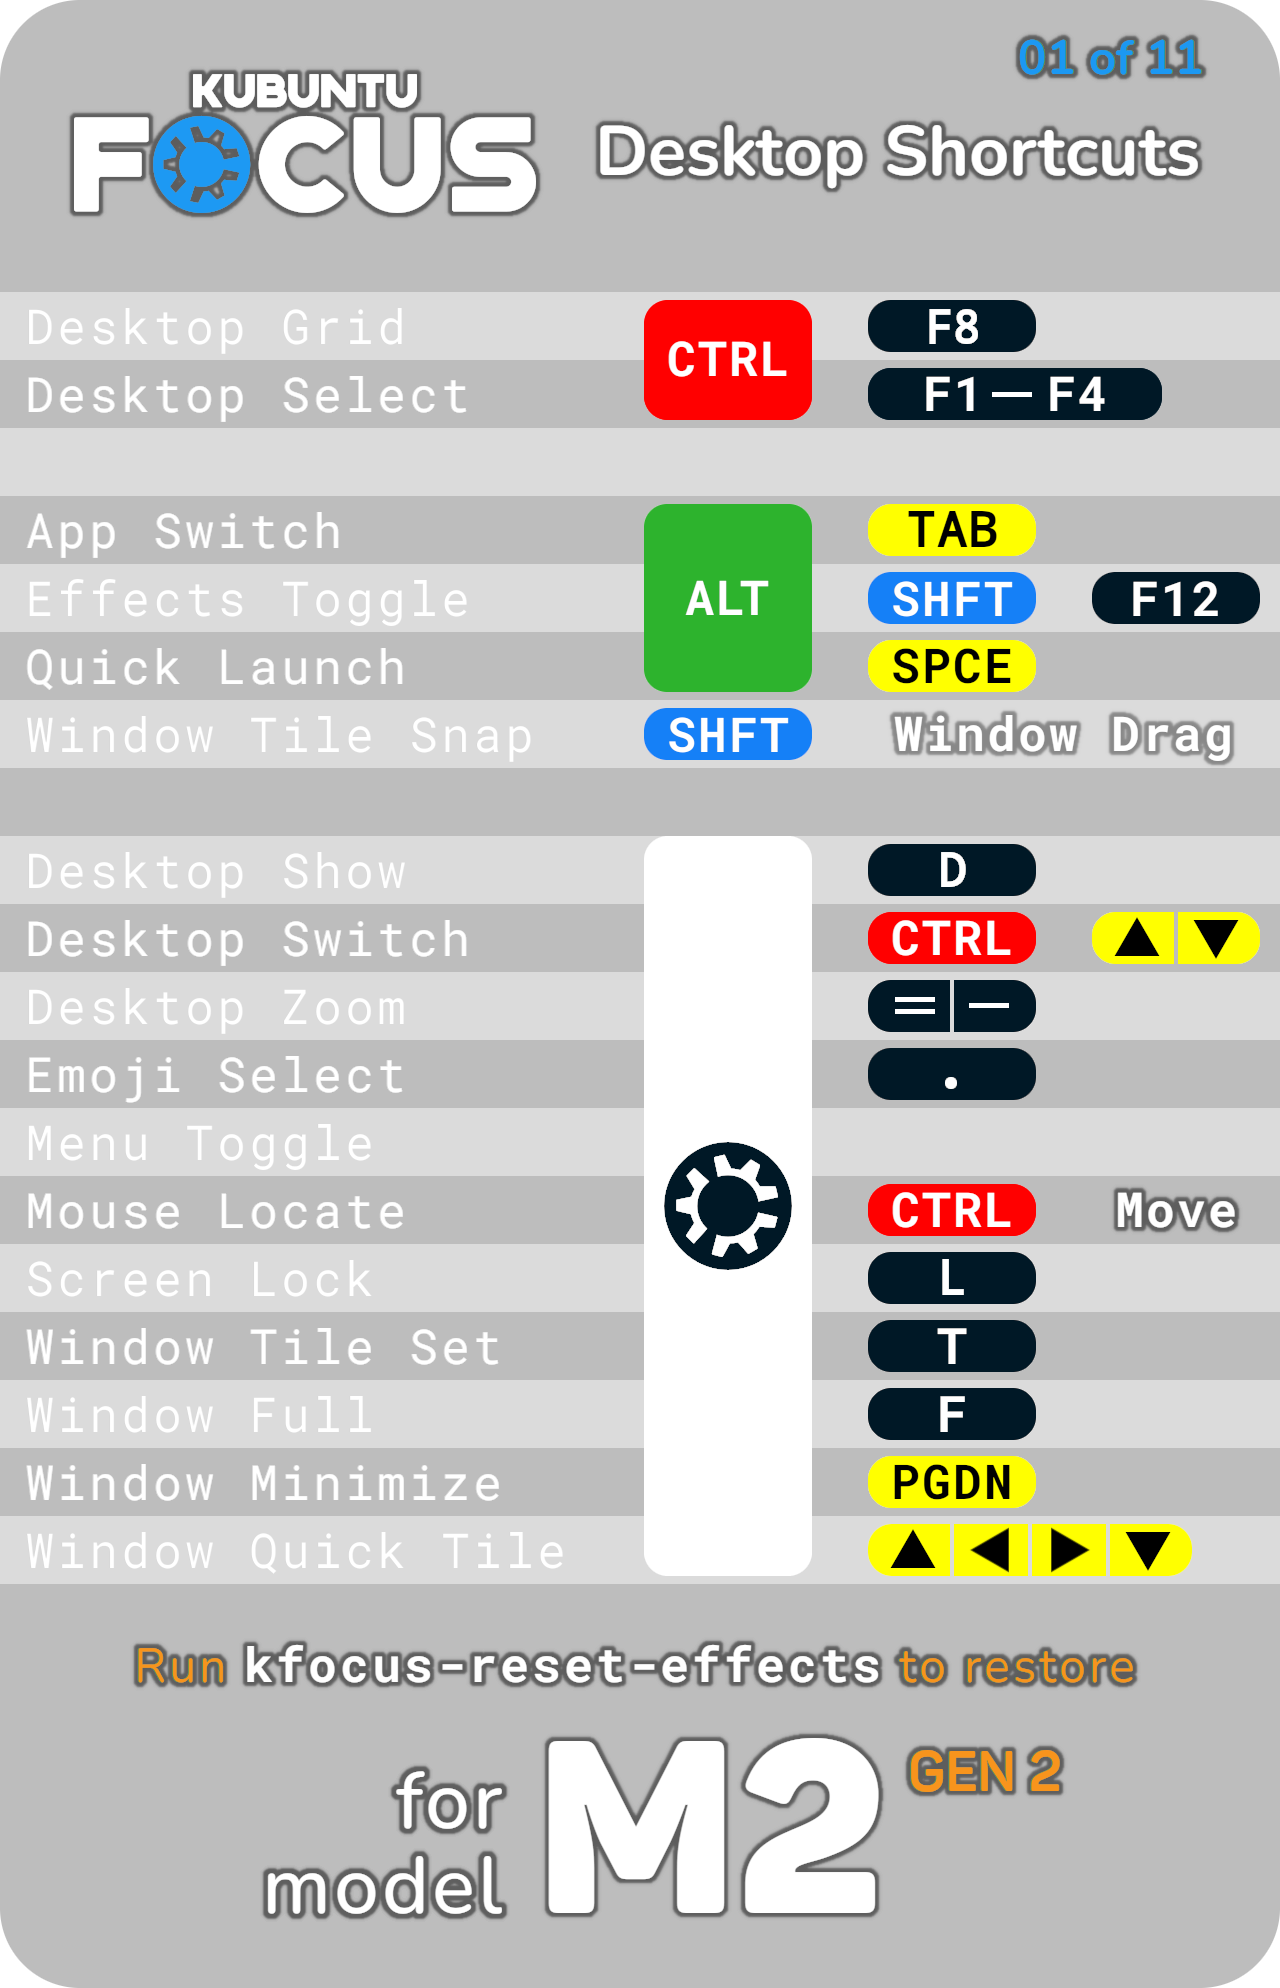 01 of 11
KUBUNTU
FOCUS
Desktop Shortcuts
Desktop Grid CTRL F8
Desktop Select F1 — F4
App Switch ALT TAB
Effects Toggle SHFT F12
Quick Launch SPCE
Window Tile Snap SHFT Window Drag
Desktop Show D
Desktop Switch CTRL ▲ ▼
Desktop Zoom = —
Emoji Select .
Menu Toggle
Mouse Locate CTRL Move
Screen Lock L
Window Tile Set T
Window Full F
Window Minimize PGDN
Window Quick Tile ▲ ◀ ▶ ▼
Run kfocus-reset-effects to restore
for model M2 GEN 2